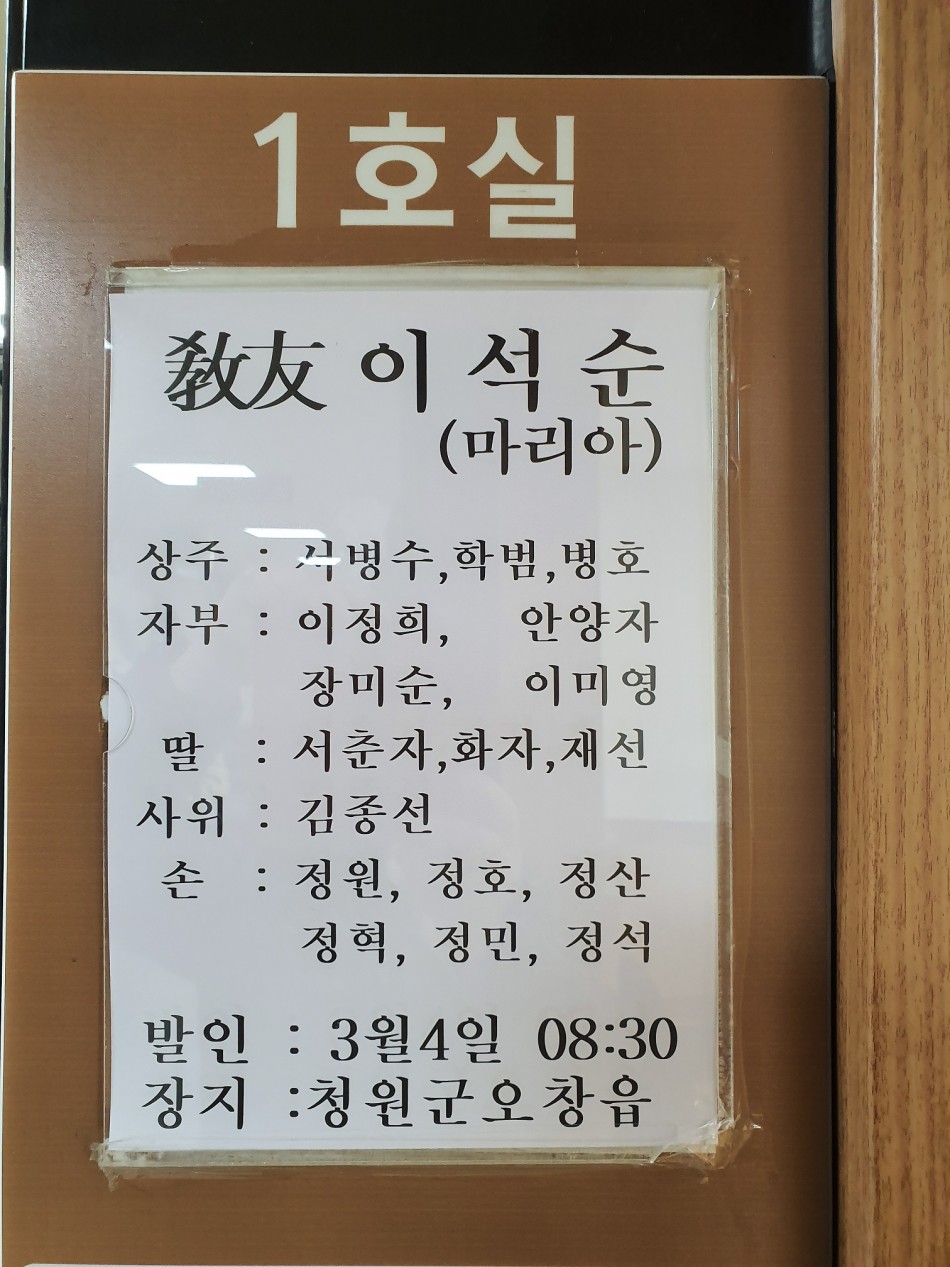 1호실
敎友 이석순
(마리아)
상주 : 서병수,학범,병호
자부 : 이정희, 안양자
장미순, 이미영
딸 : 서춘자,화자,재선
사위 : 김종선
손 : 정원, 정호, 정산
정혁, 정민, 정석
발인 : 3월4일 08:30
장지 :청원군오창읍